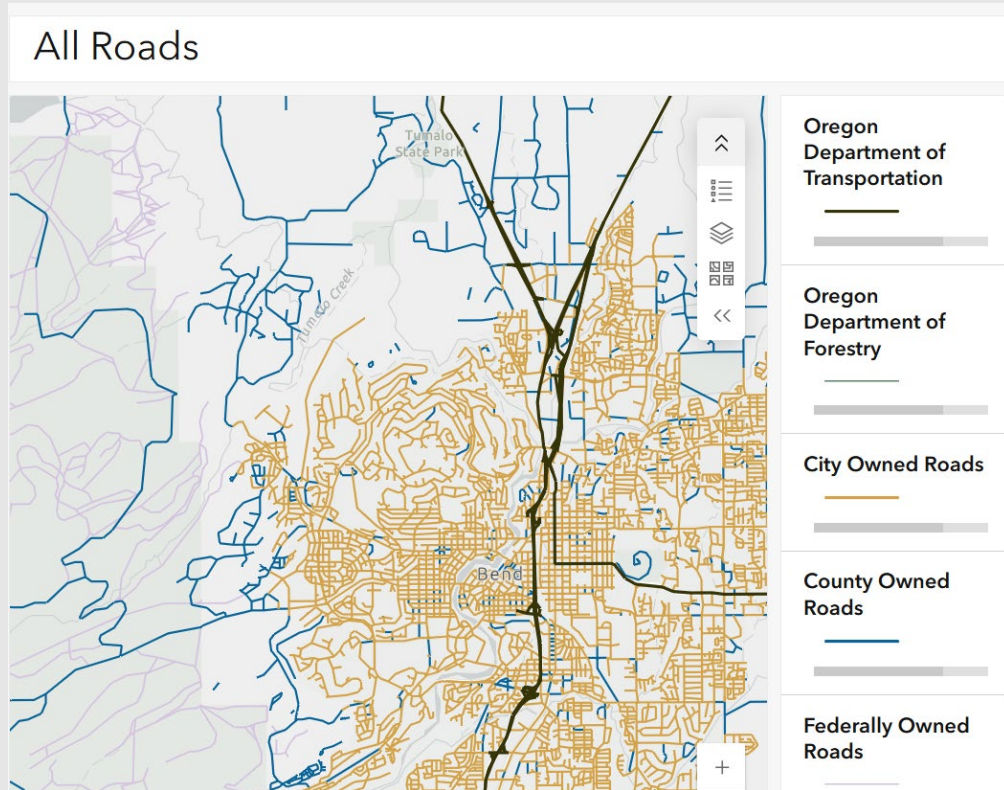 All Roads
Tumalo
State Park
Tumalo Creek
Bend
Oregon
Department of
Transportation
Oregon
Department of
Forestry
City Owned Roads
County Owned
Roads
Federally Owned
Roads